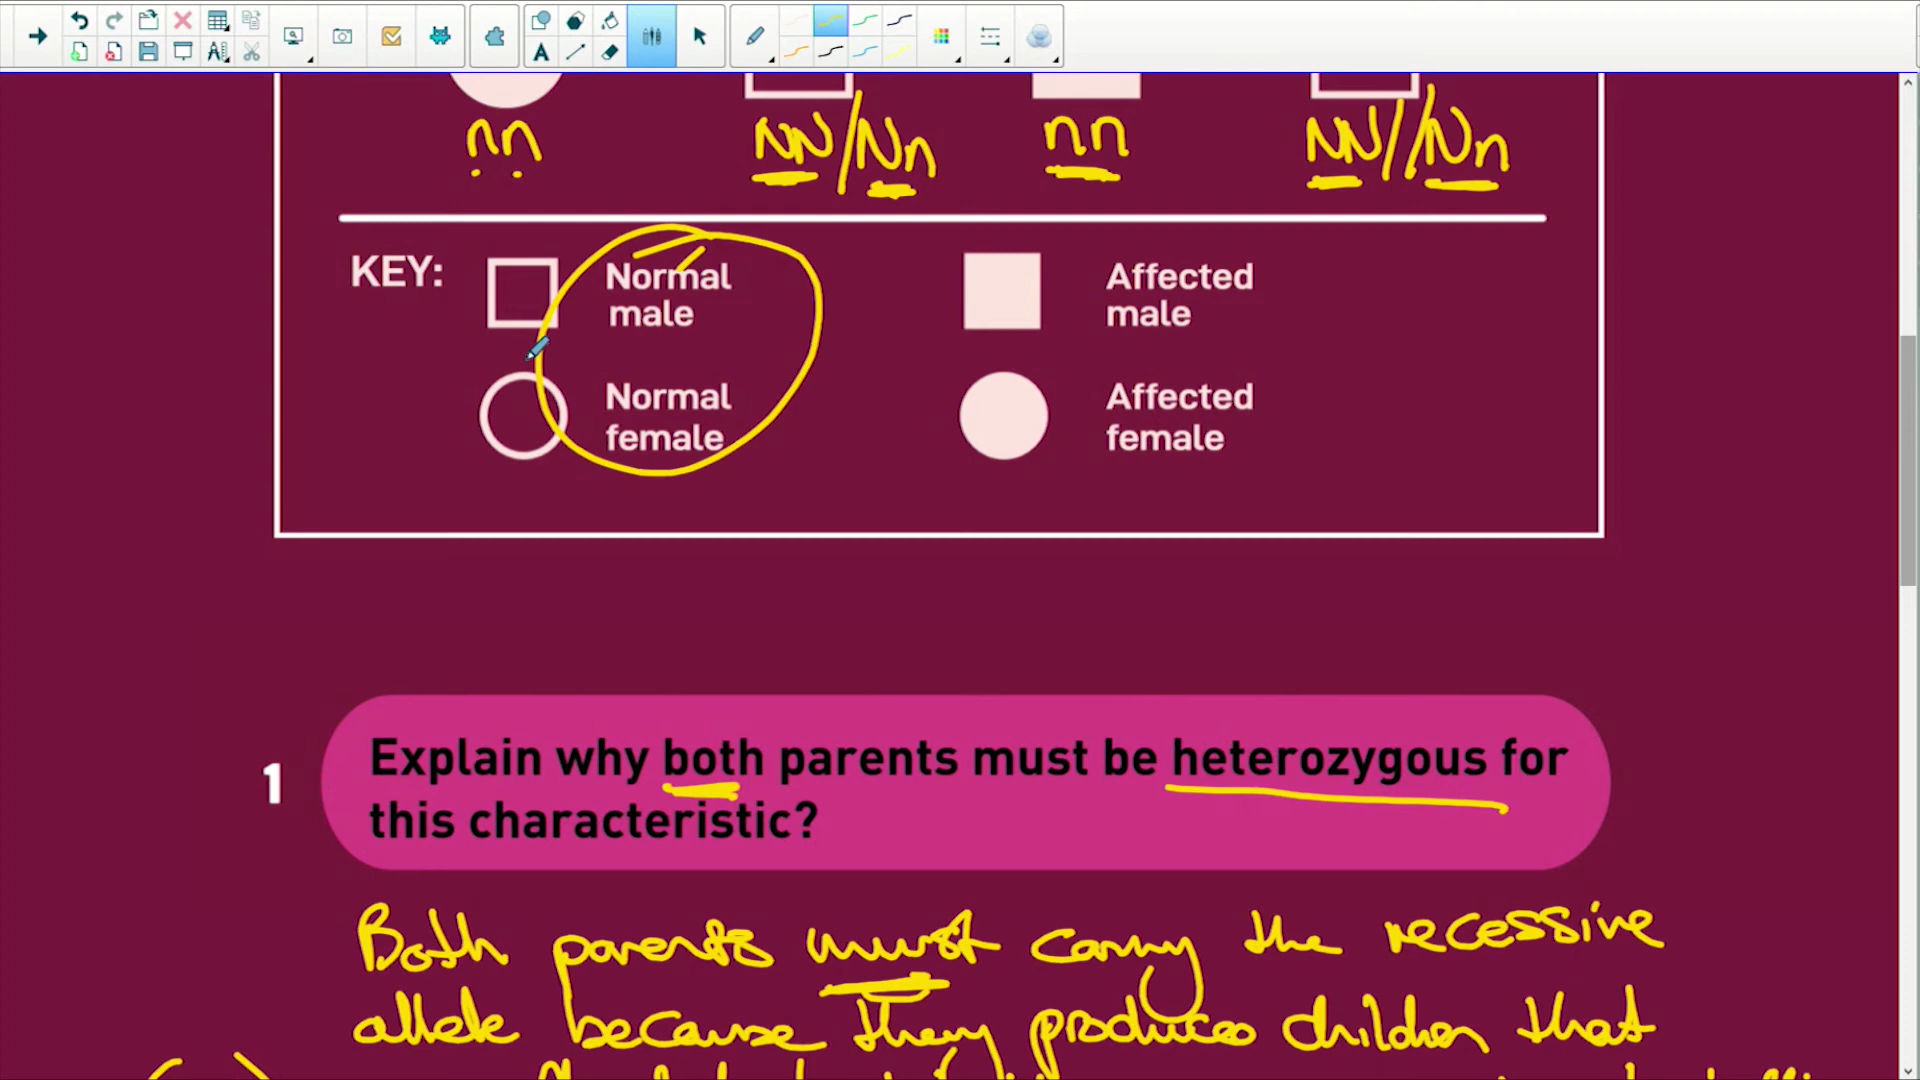 nn NN/Nn nn NN//Nn
KEY:
Normal
male
Affected
male
Normal
female
Affected
female
1
Explain why both parents must be heterozygous for
this characteristic?
Both parents must carry the recessive
allele because they produces children that